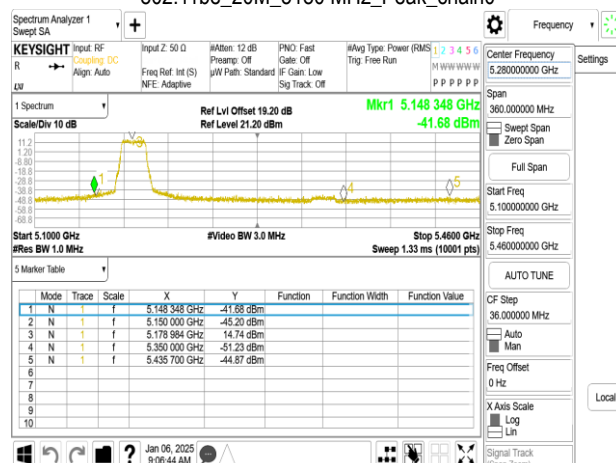 Spectrum Analyzer 1
Swept SA
KEYSIGHT
R
Input: RF
Coupling: DC
Align: Auto
Input Z: 50 Ω
Freq Ref: Int (S)
NFE: Adaptive
#Atten: 12 dB
Preamp: Off
µW Path: Standard
PNO: Fast
Gate: Off
IF Gain: Low
Sig Track: Off
#Avg Type: Power (RMS
Trig: Free Run
1 2 3 4 5 6
M W W W W W
P P P P P P
1 Spectrum
Scale/Div 10 dB
Ref Lvl Offset 19.20 dB
Ref Level 21.20 dBm
Mkr1 5.148 348 GHz
-41.68 dBm
11.2
1.20
-8.80
-18.8
-28.8
-38.8
-48.8
-58.8
-68.8
1
3
4
5
Start 5.1000 GHz
#Res BW 1.0 MHz
#Video BW 3.0 MHz
Stop 5.4600 GHz
Sweep 1.33 ms (10001 pts)
5 Marker Table
Mode Trace Scale X Y Function Function Width Function Value
1 N 1 f 5.148 348 GHz -41.68 dBm
2 N 1 f 5.150 000 GHz -45.20 dBm
3 N 1 f 5.178 984 GHz 14.74 dBm
4 N 1 f 5.350 000 GHz -51.23 dBm
5 N 1 f 5.435 700 GHz -44.87 dBm
6
7
8
9
10
Jan 06, 2025
9:06:44 AM
Frequency
Settings
Center Frequency
5.280000000 GHz
Span
360.000000 MHz
Swept Span
Zero Span
Full Span
Start Freq
5.100000000 GHz
Stop Freq
5.460000000 GHz
AUTO TUNE
CF Step
36.000000 MHz
Auto
Man
Freq Offset
0 Hz
X Axis Scale
Log
Lin
Signal Track
Local